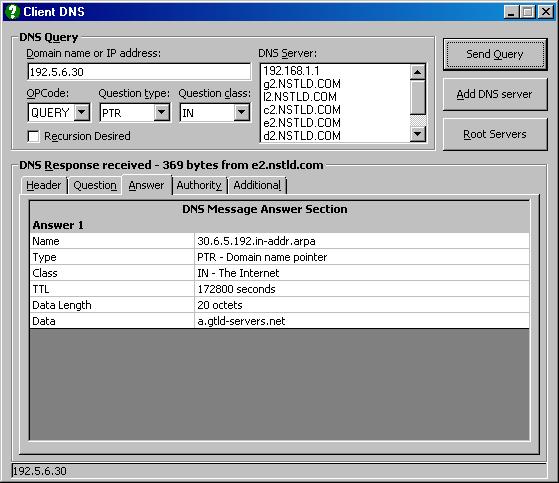 Client DNS
DNS Query
Domain name or IP address:
192.5.6.30
OPCode: Question type: Question class:
QUERY PTR IN
Recursion Desired
DNS Server:
192.168.1.1
g2.NSTLD.COM
l2.NSTLD.COM
c2.NSTLD.COM
e2.NSTLD.COM
d2.NSTLD.COM
Send Query
Add DNS server
Root Servers
DNS Response received - 369 bytes from e2.nstld.com
Header Question Answer Authority Additional
DNS Message Answer Section
Answer 1
Name 30.6.5.192.in-addr.arpa
Type PTR - Domain name pointer
Class IN - The Internet
TTL 172800 seconds
Data Length 20 octets
Data a.gtld-servers.net
192.5.6.30